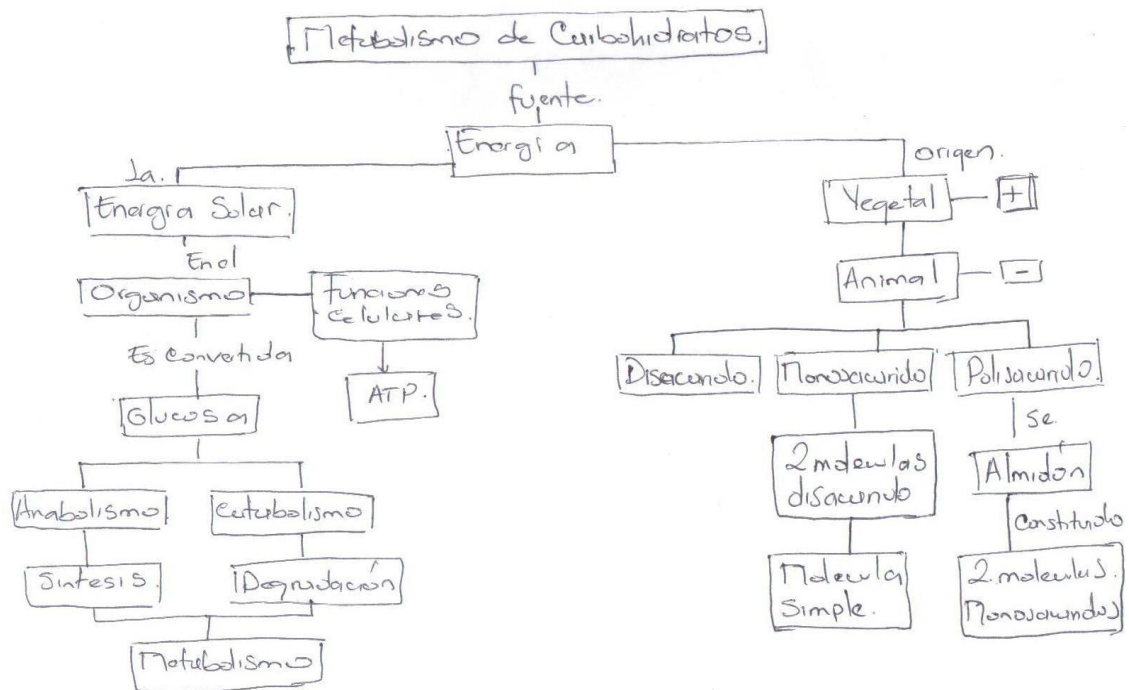 Metabolismo de Carbohidratos.
fuente.
Energía
la.
origen.
Energía Solar.
Vegetal
+
En el
Organismo
Funciones
Celulares.
Animal
-
Es Convertida
ATP.
Disacarido.
Monosacarido
Polisacarido.
Glucosa
Se.
2 moleculas
disacarido
Almidón
Anabolismo
Catabolismo
Constituido
Sintesis.
Degradación
Molecula
Simple.
2. moleculas.
Monosacaridos
Metabolismo